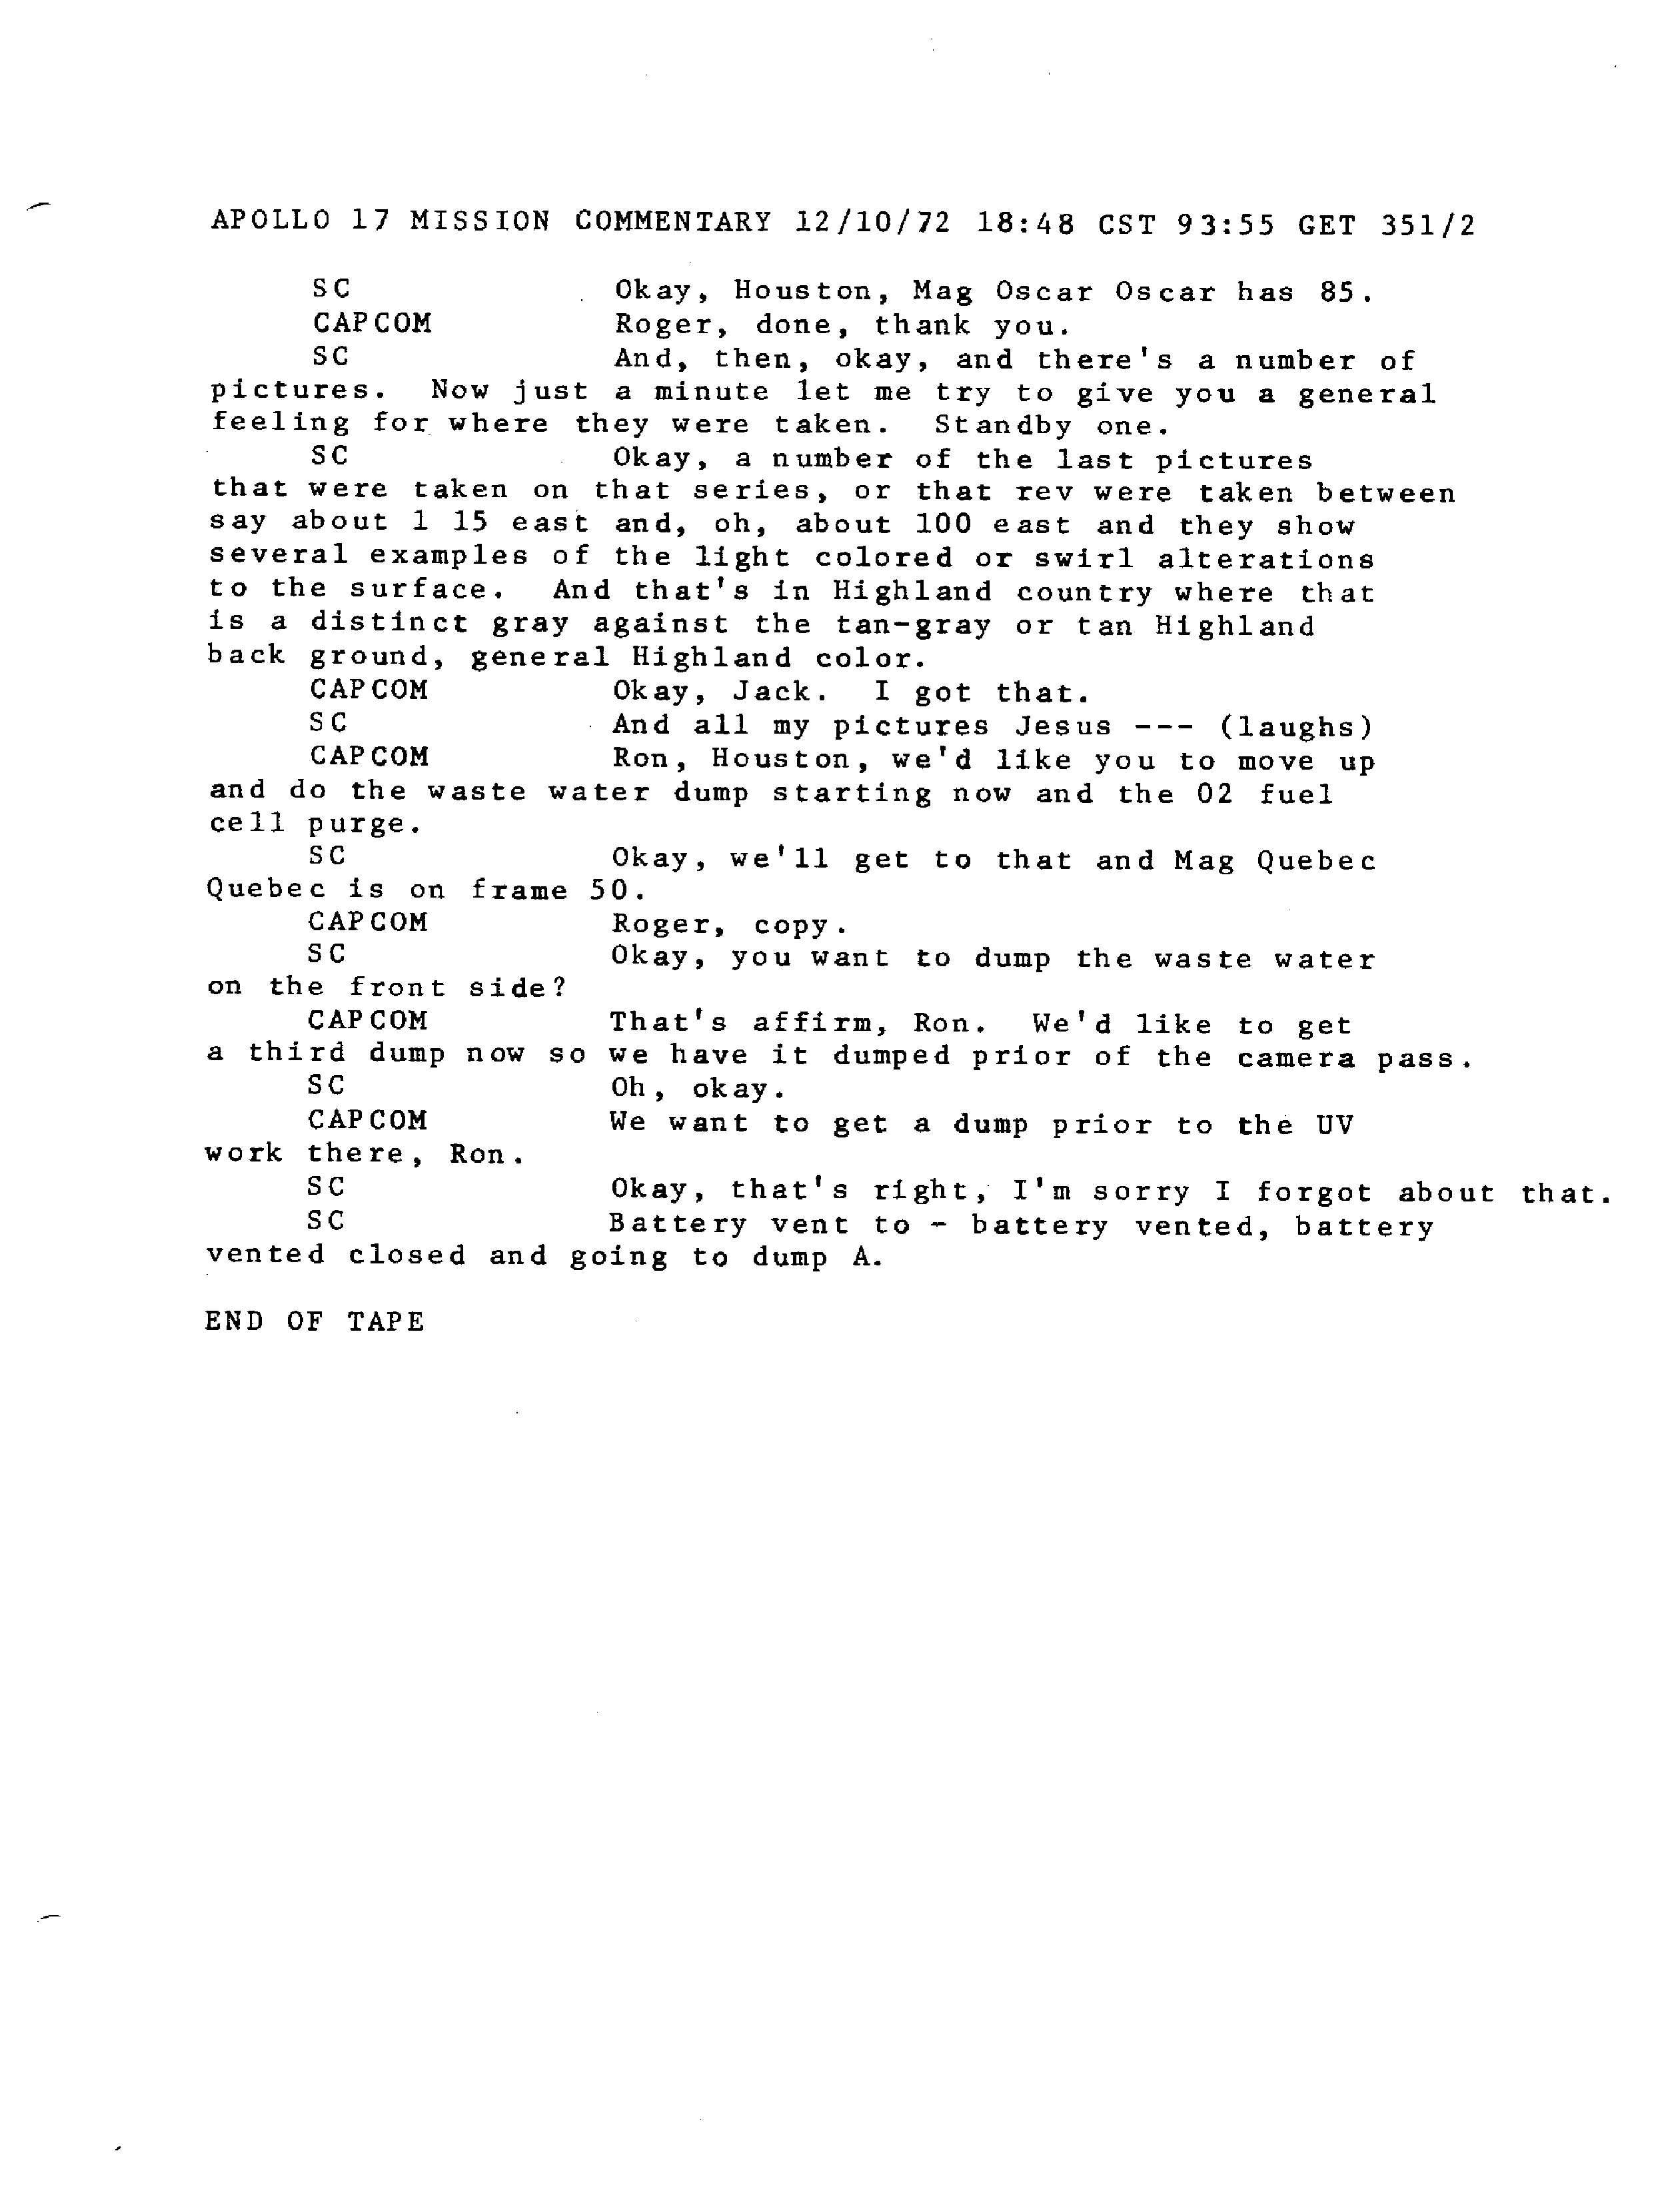 APOLLO 17 MISSION COMMENTARY 12/10/72 18:48 CST 93:55 GET 351/2
SC Okay, Houston, Mag Oscar Oscar has 85.
CAPCOM Roger, done, thank you.
SC And, then, okay, and there's a number of
pictures. Now just a minute let me try to give you a general
feeling for where they were taken. Standby one.
SC Okay, a number of the last pictures
that were taken on that series, or that rev were taken between
say about 1 15 east and, oh, about 100 east and they show
several examples of the light colored or swirl alterations
to the surface. And that's in Highland country where that
is a distinct gray against the tan-gray or tan Highland
back ground, general Highland color.
CAPCOM Okay, Jack. I got that.
SC And all my pictures Jesus --- (laughs)
CAPCOM Ron, Houston, we'd like you to move up
and do the waste water dump starting now and the 02 fuel
cell purge.
SC Okay, we'll get to that and Mag Quebec
Quebec is on frame 50.
CAPCOM Roger, copy.
SC Okay, you want to dump the waste water
on the front side?
CAPCOM That's affirm, Ron. We'd like to get
a third dump now so we have it dumped prior of the camera pass.
SC Oh, okay.
CAPCOM We want to get a dump prior to the UV
work there, Ron.
SC Okay, that's right, I'm sorry I forgot about that.
SC Battery vent to - battery vented, battery
vented closed and going to dump A.
END OF TAPE